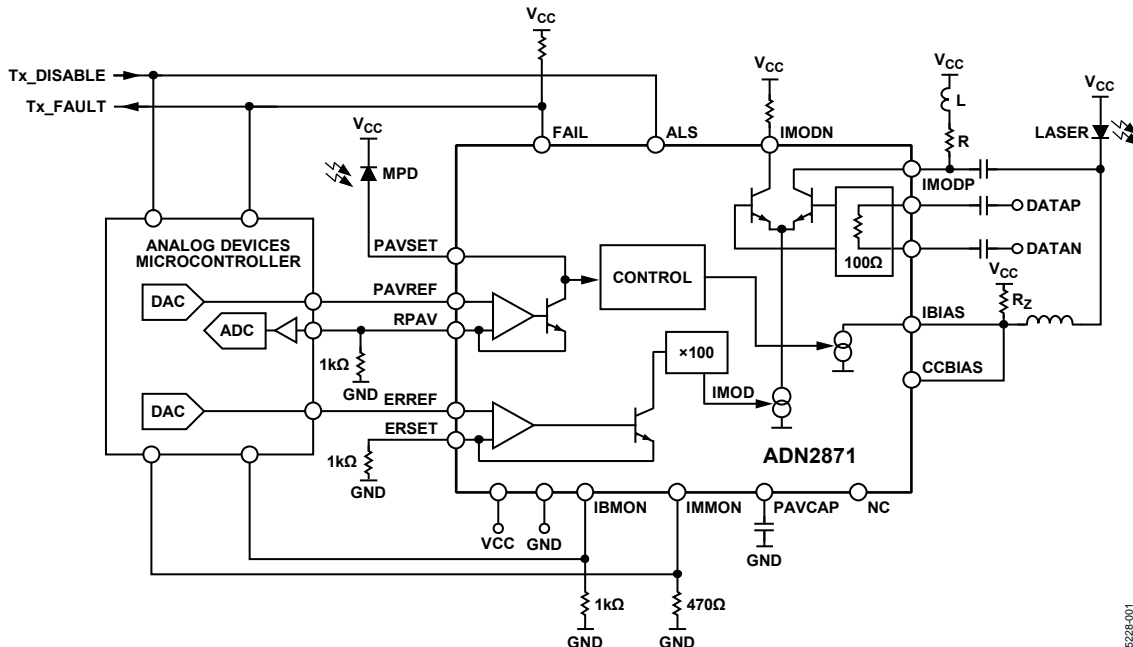 VCC
Tx_DISABLE
Tx_FAULT
VCC
VCC
VCC
L
R
LASER
VCC
FAIL
ALS
IMODN
MPD
IMODP
DATAP
DATAN
100Ω
ANALOG DEVICES
MICROCONTROLLER
PAVSET
CONTROL
VCC
RZ
DAC
PAVREF
ADC
RPAV
IBIAS
1kΩ
GND
×100
CCBIAS
IMOD
DAC
ERREF
ERSET
1kΩ
GND
ADN2871
IBMON
IMMON
PAVCAP
NC
VCC
GND
GND
1kΩ
470Ω
GND
GND
5228-001